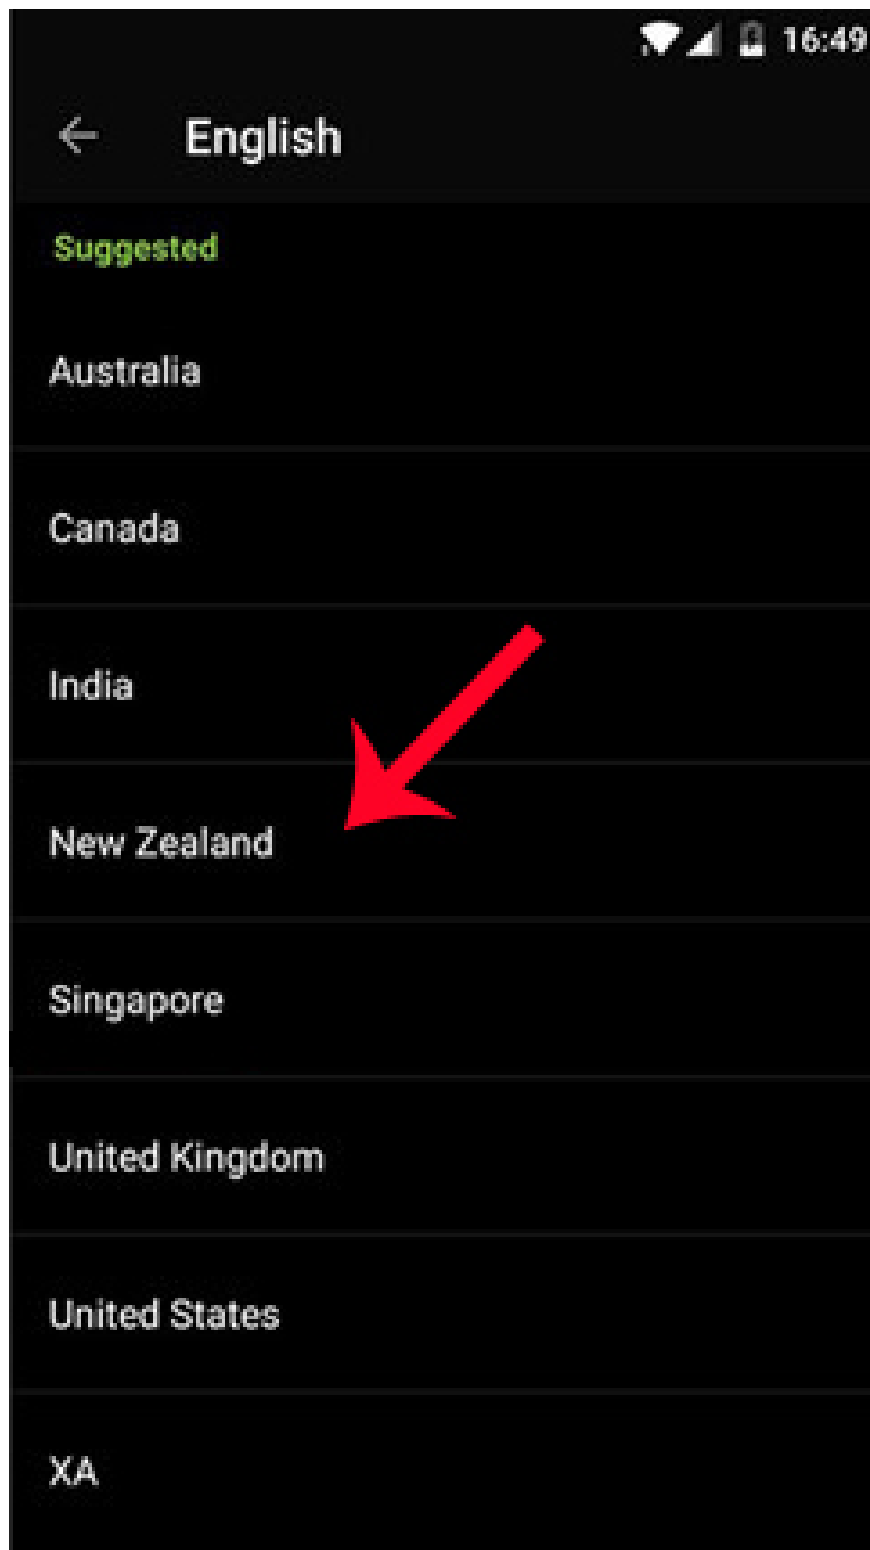 16:49
English
Suggested
Australia
Canada
India
New Zealand
Singapore
United Kingdom
United States
XA